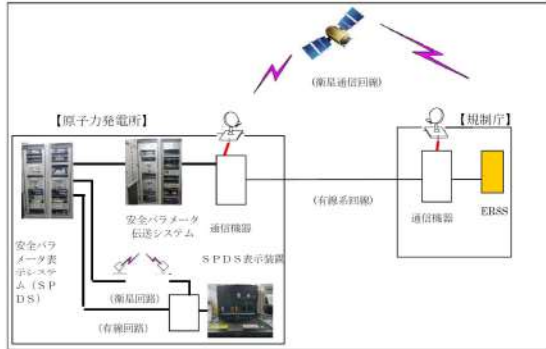 (衛星通信回線)
【原子力発電所】
【規制庁】
(有線系回線)
通信機器
ERSS
安全パラメータ
伝送システム
通信機器
安全パラ
メータ表
示システ
ム(SP
DS)
SPDS表示装置
(衛星回路)
(有線回路)